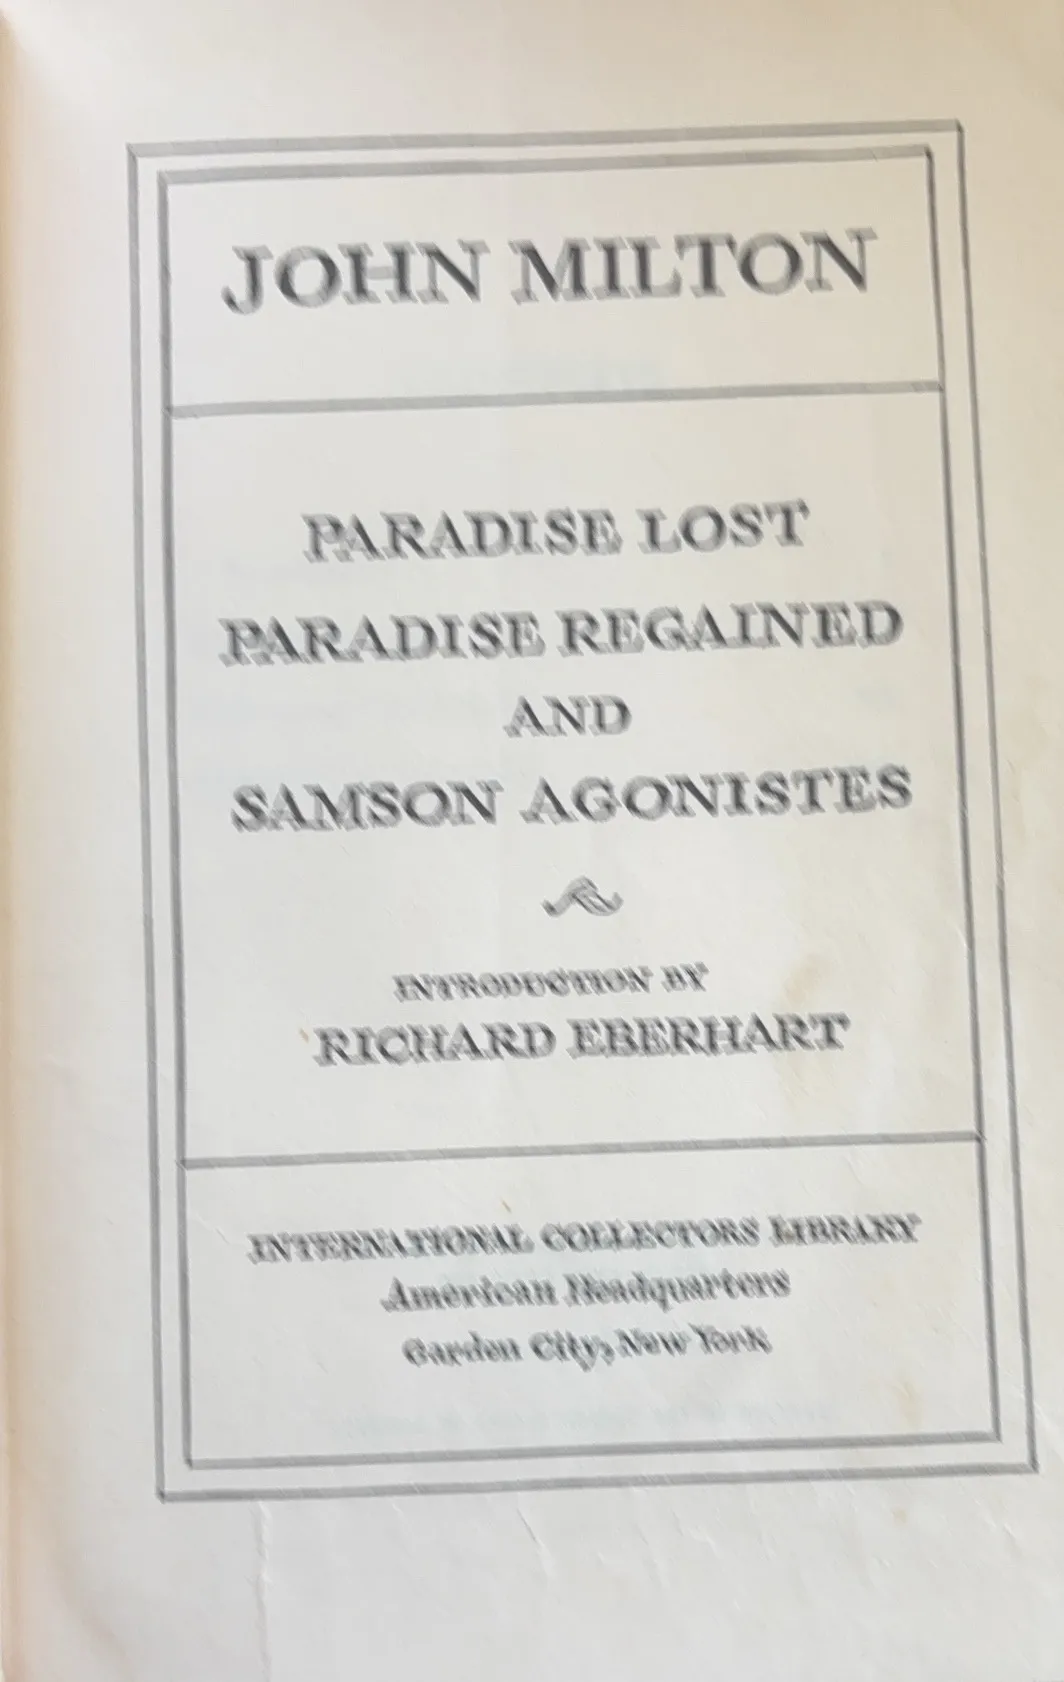 JOHN MILTON
PARADISE LOST
PARADISE REGAINED
AND
SAMSON AGONISTES
INTRODUCTION BY
RICHARD EBERHART
INTERNATIONAL COLLECTORS LIBRARY
American Headquarters
Garden City, New York